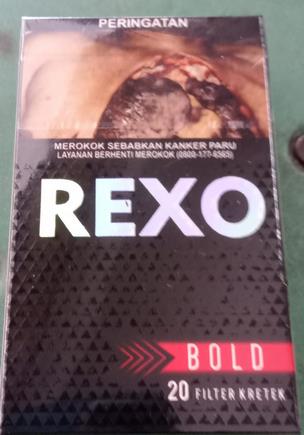 PERINGATAN
MEROKOK SEBABKAN KANKER PARU
LAYANAN BERHENTI MEROKOK (0800-177-6565)
REXO
BOLD
20 FILTER KRETEK